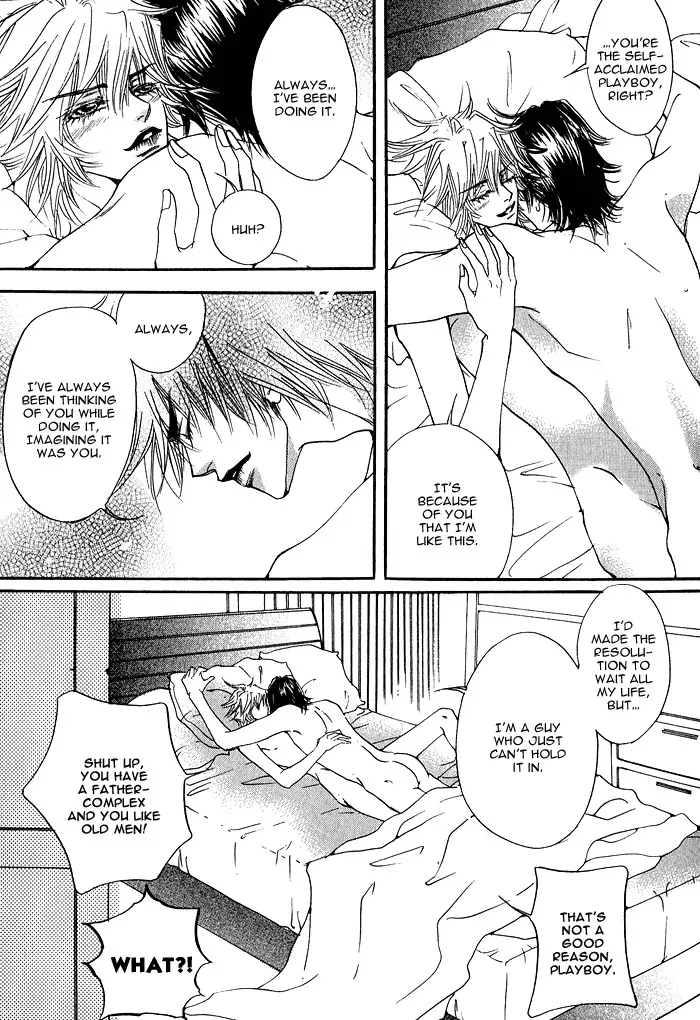 ...YOU'RE
THE SELF-
ACCLAIMED
PLAYBOY,
RIGHT?
IT'S
BECAUSE
OF YOU
THAT I'M
LIKE THIS.
ALWAYS...
I'VE BEEN
DOING IT.
HUH?
ALWAYS,
I'VE ALWAYS
BEEN THINKING
OF YOU WHILE
DOING IT,
IMAGINING IT
WAS YOU.
I'D
MADE THE
RESOLU-
TION TO
WAIT ALL
MY LIFE,
BUT...
I'M A GUY
WHO JUST
CAN'T HOLD
IT IN.
THAT'S
NOT A
GOOD
REASON,
PLAYBOY.
SHUT UP,
YOU HAVE
A FATHER-
COMPLEX
AND YOU LIKE
OLD MEN!
WHAT?!